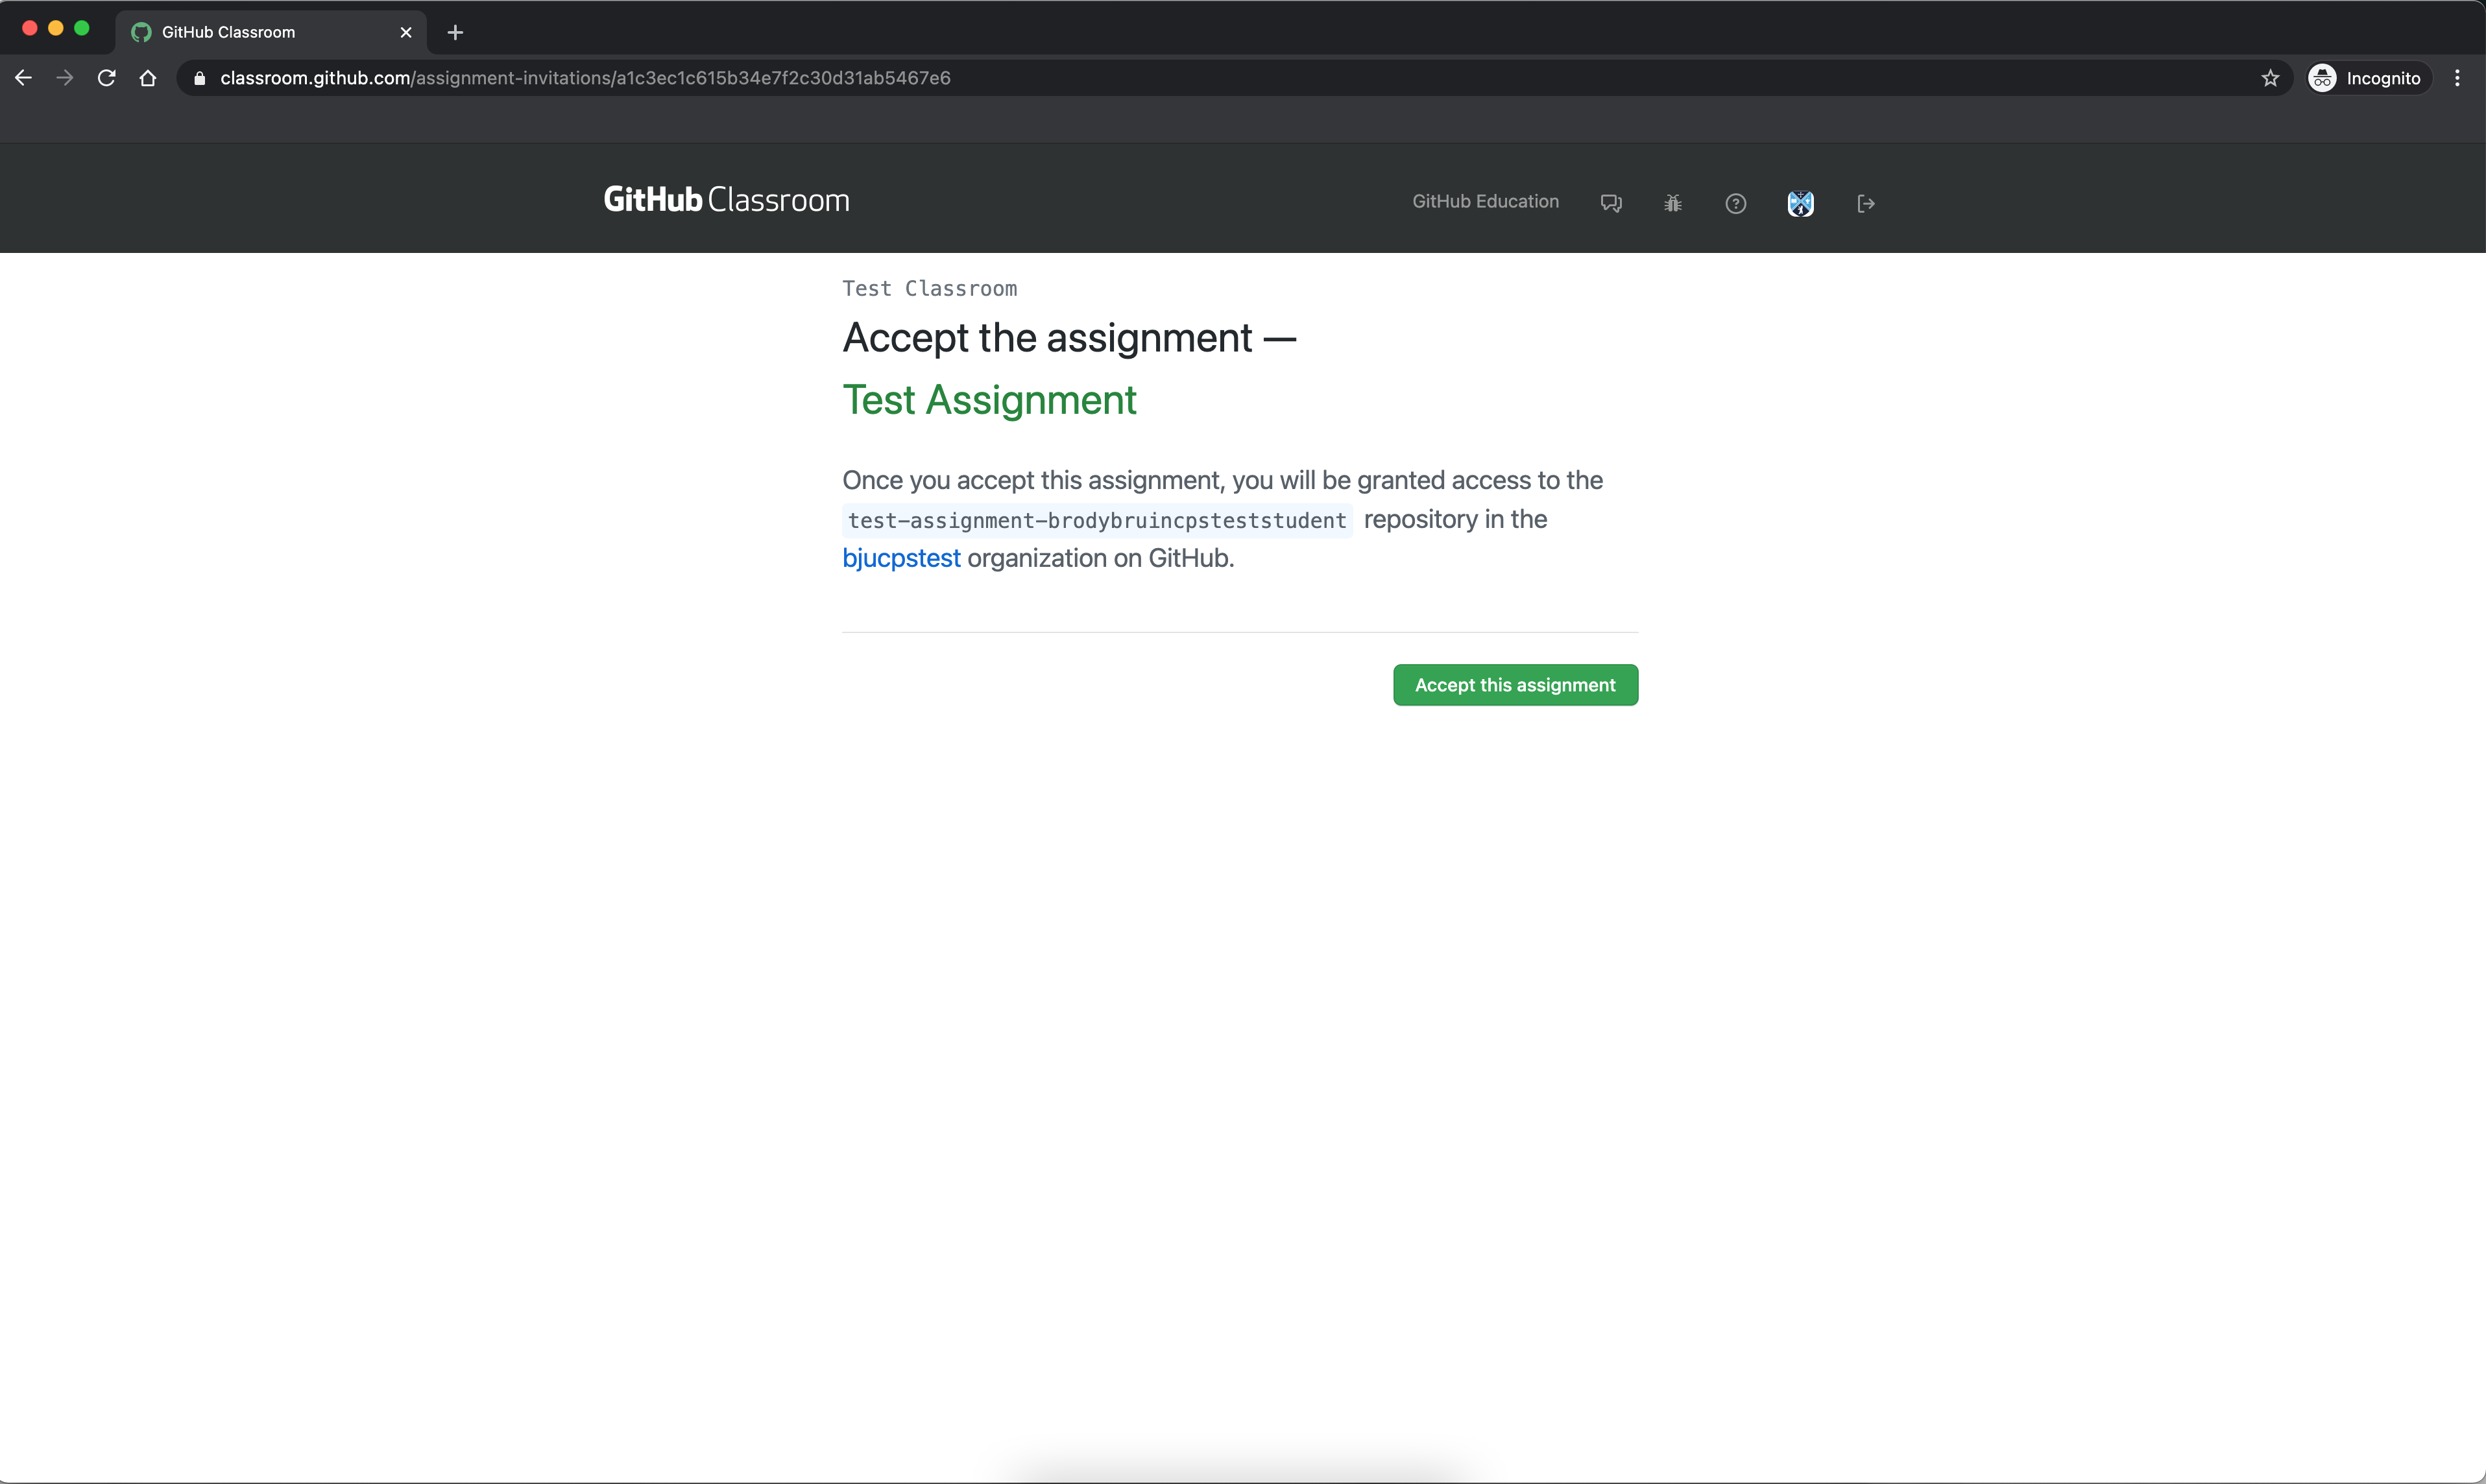 GitHub Classroom
classroom.github.com/assignment-invitations/a1c3ec1c615b34e7f2c30d31ab5467e6
Incognito
GitHub Classroom
GitHub Education
Test Classroom
Accept the assignment —
Test Assignment
Once you accept this assignment, you will be granted access to the
test-assignment-brodybruincpsteststudent repository in the
bjucpstest organization on GitHub.
Accept this assignment